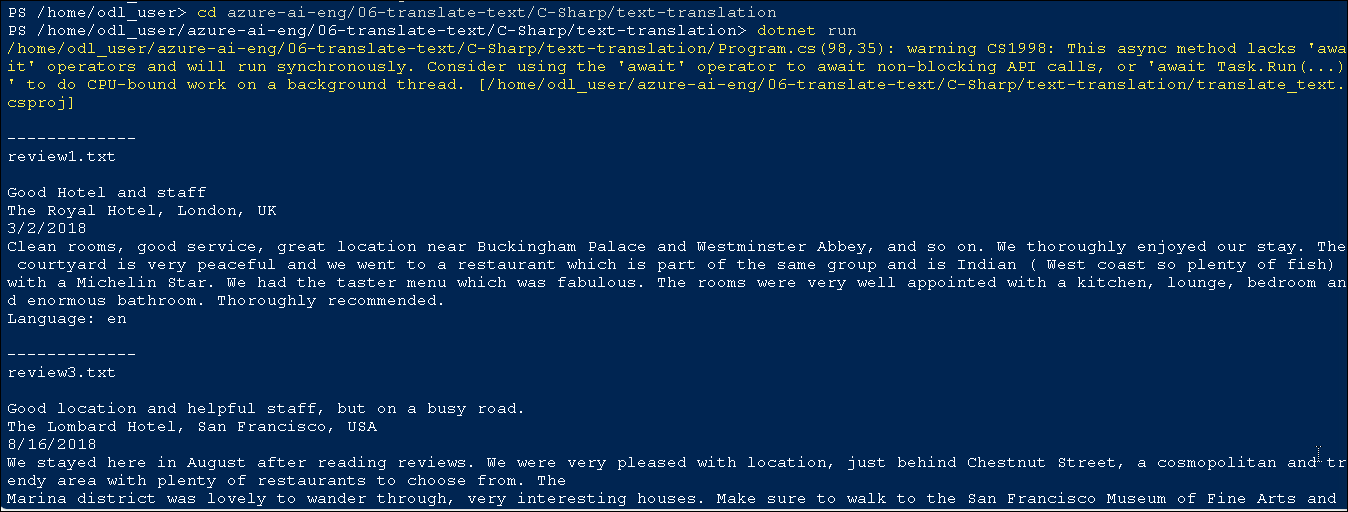 PS /home/odl_user> cd azure-ai-eng/06-translate-text/C-Sharp/text-translation
PS /home/odl_user/azure-ai-eng/06-translate-text/C-Sharp/text-translation> dotnet run
/home/odl_user/azure-ai-eng/06-translate-text/C-Sharp/text-translation/Program.cs(98,35): warning CS1998: This async method lacks 'awa
it' operators and will run synchronously. Consider using the 'await' operator to await non-blocking API calls, or 'await Task.Run(...)
' to do CPU-bound work on a background thread. [/home/odl_user/azure-ai-eng/06-translate-text/C-Sharp/text-translation/translate_text.
csproj]
-------------
review1.txt
Good Hotel and staff
The Royal Hotel, London, UK
3/2/2018
Clean rooms, good service, great location near Buckingham Palace and Westminster Abbey, and so on. We thoroughly enjoyed our stay. The
 courtyard is very peaceful and we went to a restaurant which is part of the same group and is Indian ( West coast so plenty of fish)
with a Michelin Star. We had the taster menu which was fabulous. The rooms were very well appointed with a kitchen, lounge, bedroom an
d enormous bathroom. Thoroughly recommended.
Language: en
-------------
review3.txt
Good location and helpful staff, but on a busy road.
The Lombard Hotel, San Francisco, USA
8/16/2018
We stayed here in August after reading reviews. We were very pleased with location, just behind Chestnut Street, a cosmopolitan and tr
endy area with plenty of restaurants to choose from. The
Marina district was lovely to wander through, very interesting houses. Make sure to walk to the San Francisco Museum of Fine Arts and